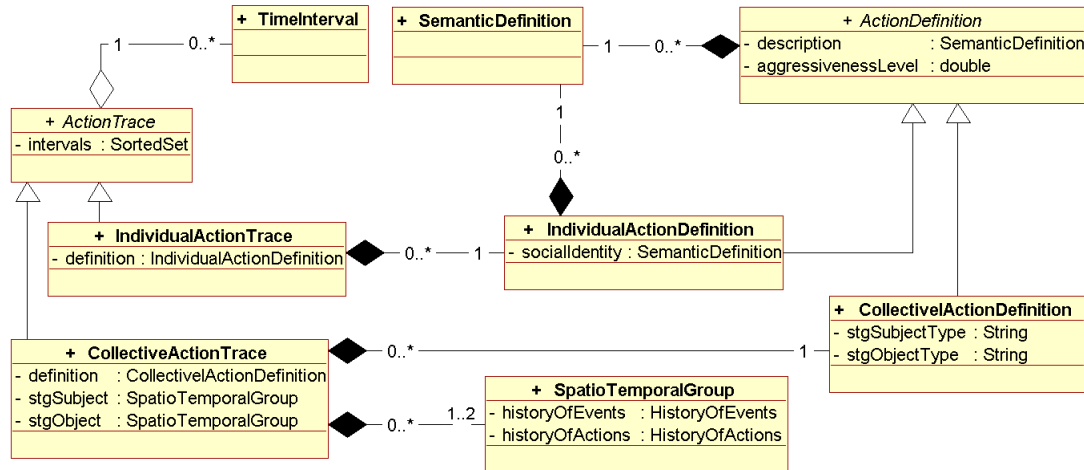 + TimeInterval
1
0..*
+ SemanticDefinition
1
0..*
+ ActionDefinition
- description : SemanticDefinition
- aggressivenessLevel : double
+ ActionTrace
- intervals : SortedSet
1
0..*
+ IndividualActionTrace
- definition : IndividualActionDefinition
0..*
1
+ IndividualActionDefinition
- socialIdentity : SemanticDefinition
+ CollectivelActionDefinition
- stgSubjectType : String
- stgObjectType : String
+ CollectiveActionTrace
- definition : CollectivelActionDefinition
- stgSubject : SpatioTemporalGroup
- stgObject : SpatioTemporalGroup
0..*
1
0..*
1..2
+ SpatioTemporalGroup
- historyOfEvents : HistoryOfEvents
- historyOfActions : HistoryOfActions